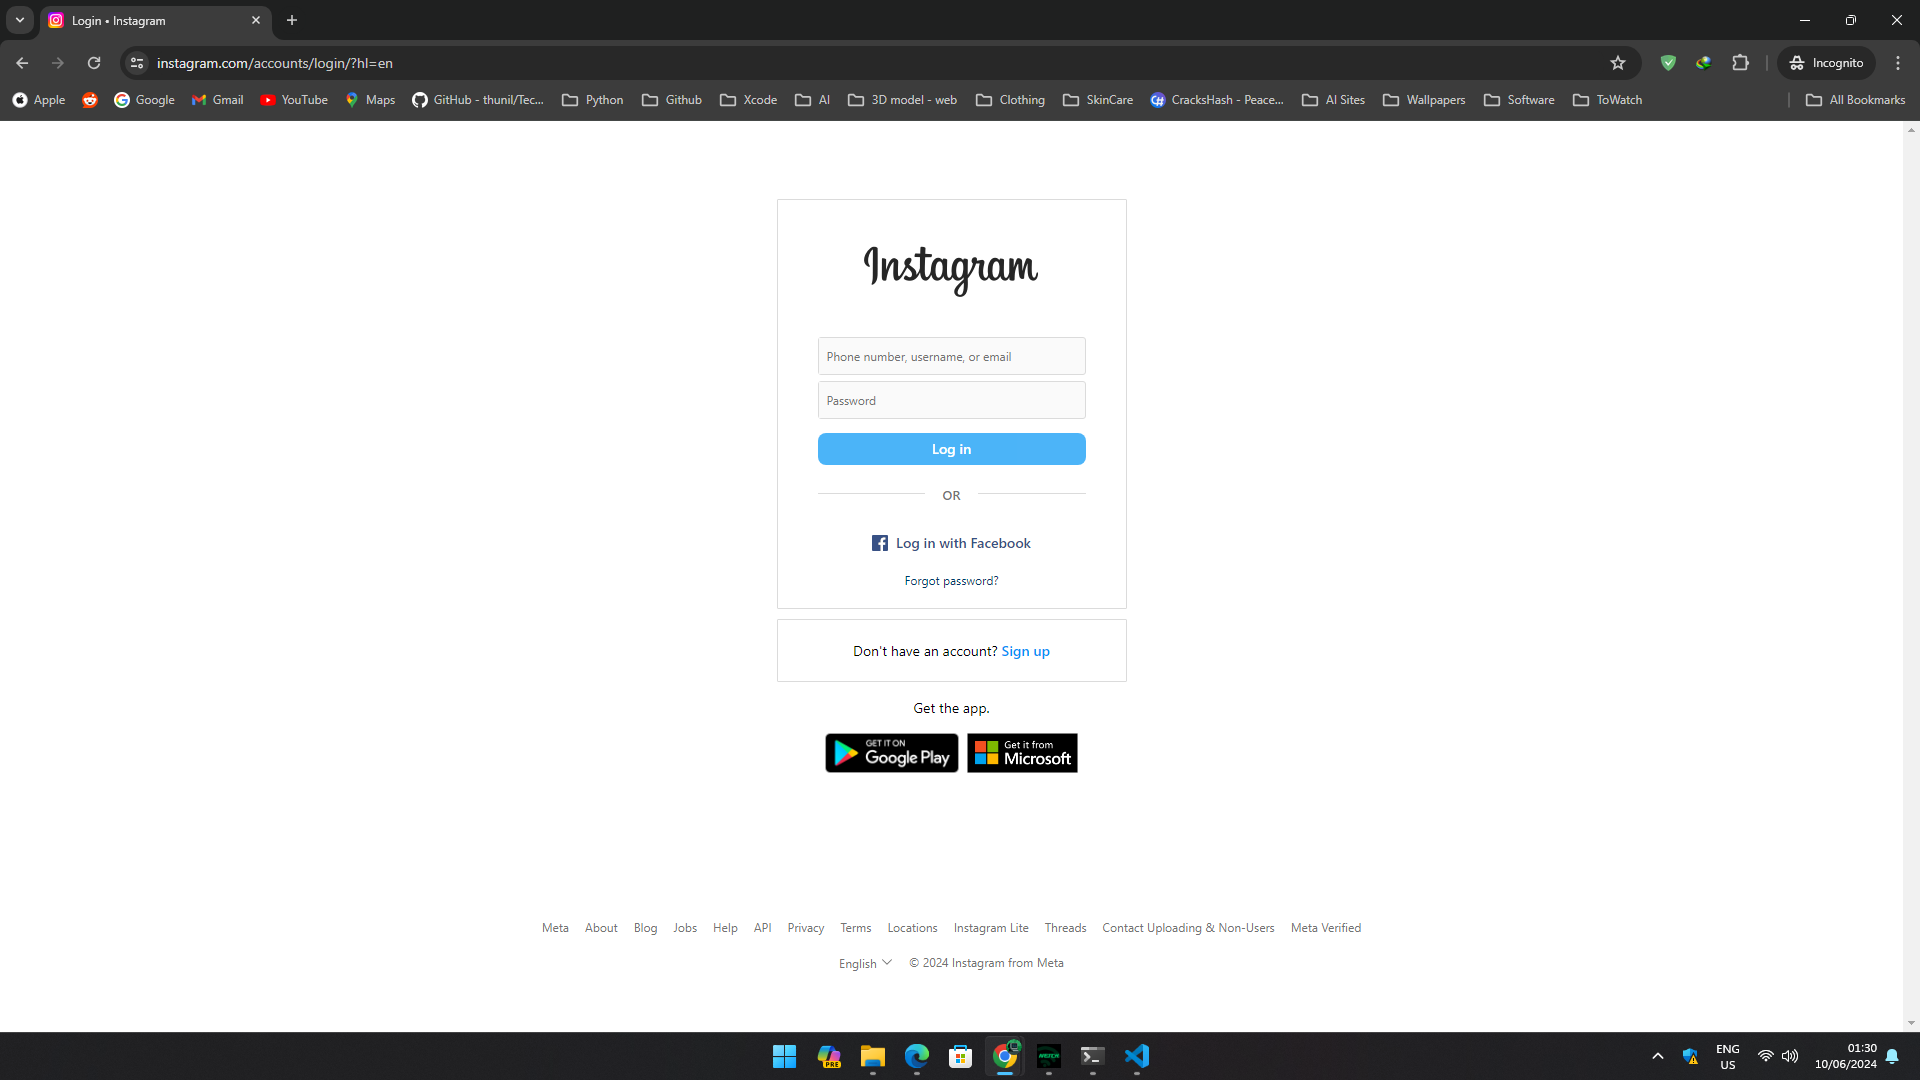 Login • Instagram
instagram.com/accounts/login/?hl=en
Incognito
Apple
Google
Gmail
YouTube
Maps
GitHub - thunil/Tec...
Python
Github
Xcode
AI
3D model - web
Clothing
SkinCare
CracksHash - Peace...
AI Sites
Wallpapers
Software
ToWatch
All Bookmarks
Instagram
Phone number, username, or email
Password
Log in
OR
Log in with Facebook
Forgot password?
Don't have an account? Sign up
Get the app.
GET IT ON
Google Play
Get it from
Microsoft
Meta
About
Blog
Jobs
Help
API
Privacy
Terms
Locations
Instagram Lite
Threads
Contact Uploading & Non-Users
Meta Verified
English
© 2024 Instagram from Meta
PRE
ENG
US
01:30
10/06/2024